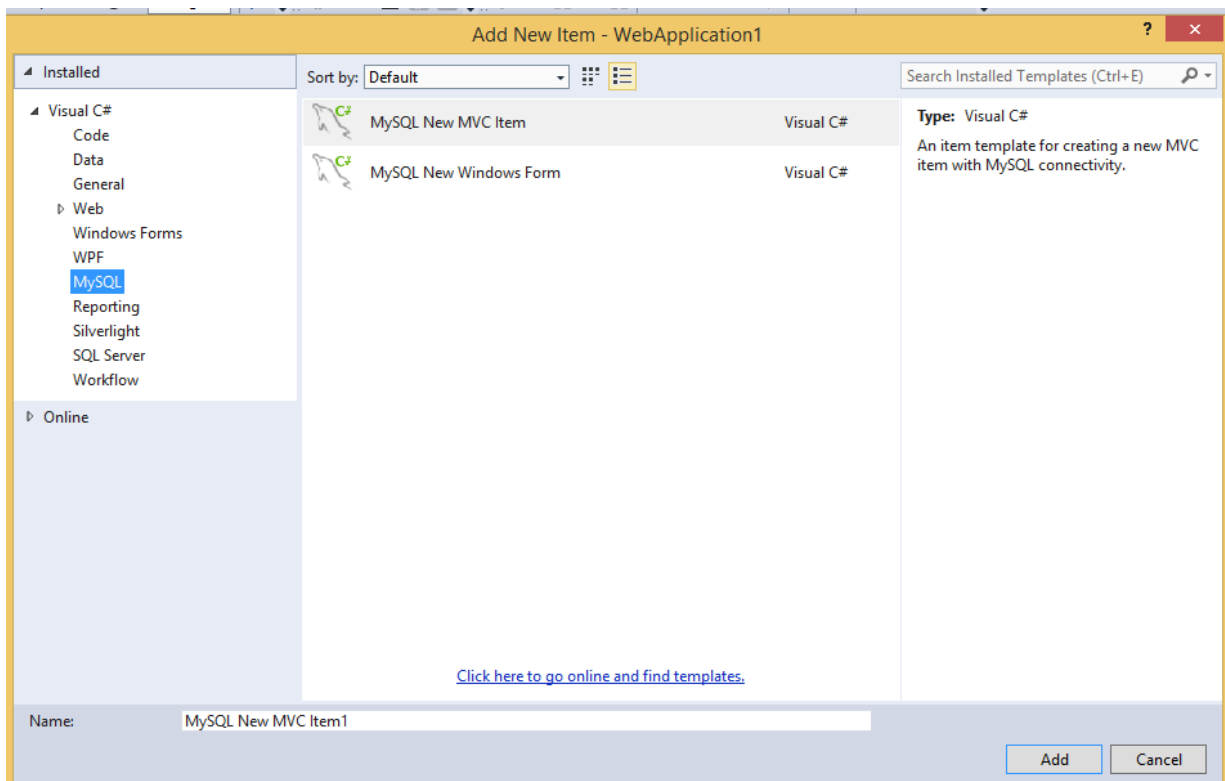 Add New Item - WebApplication1
?
Installed
Sort by: Default
Search Installed Templates (Ctrl+E)
Visual C#
Code
Data
General
Web
Windows Forms
WPF
MySQL
Reporting
Silverlight
SQL Server
Workflow
Online
C#
MySQL New MVC Item
Visual C#
C#
MySQL New Windows Form
Visual C#
Type: Visual C#
An item template for creating a new MVC
item with MySQL connectivity.
Click here to go online and find templates.
Name: MySQL New MVC Item1
Add
Cancel